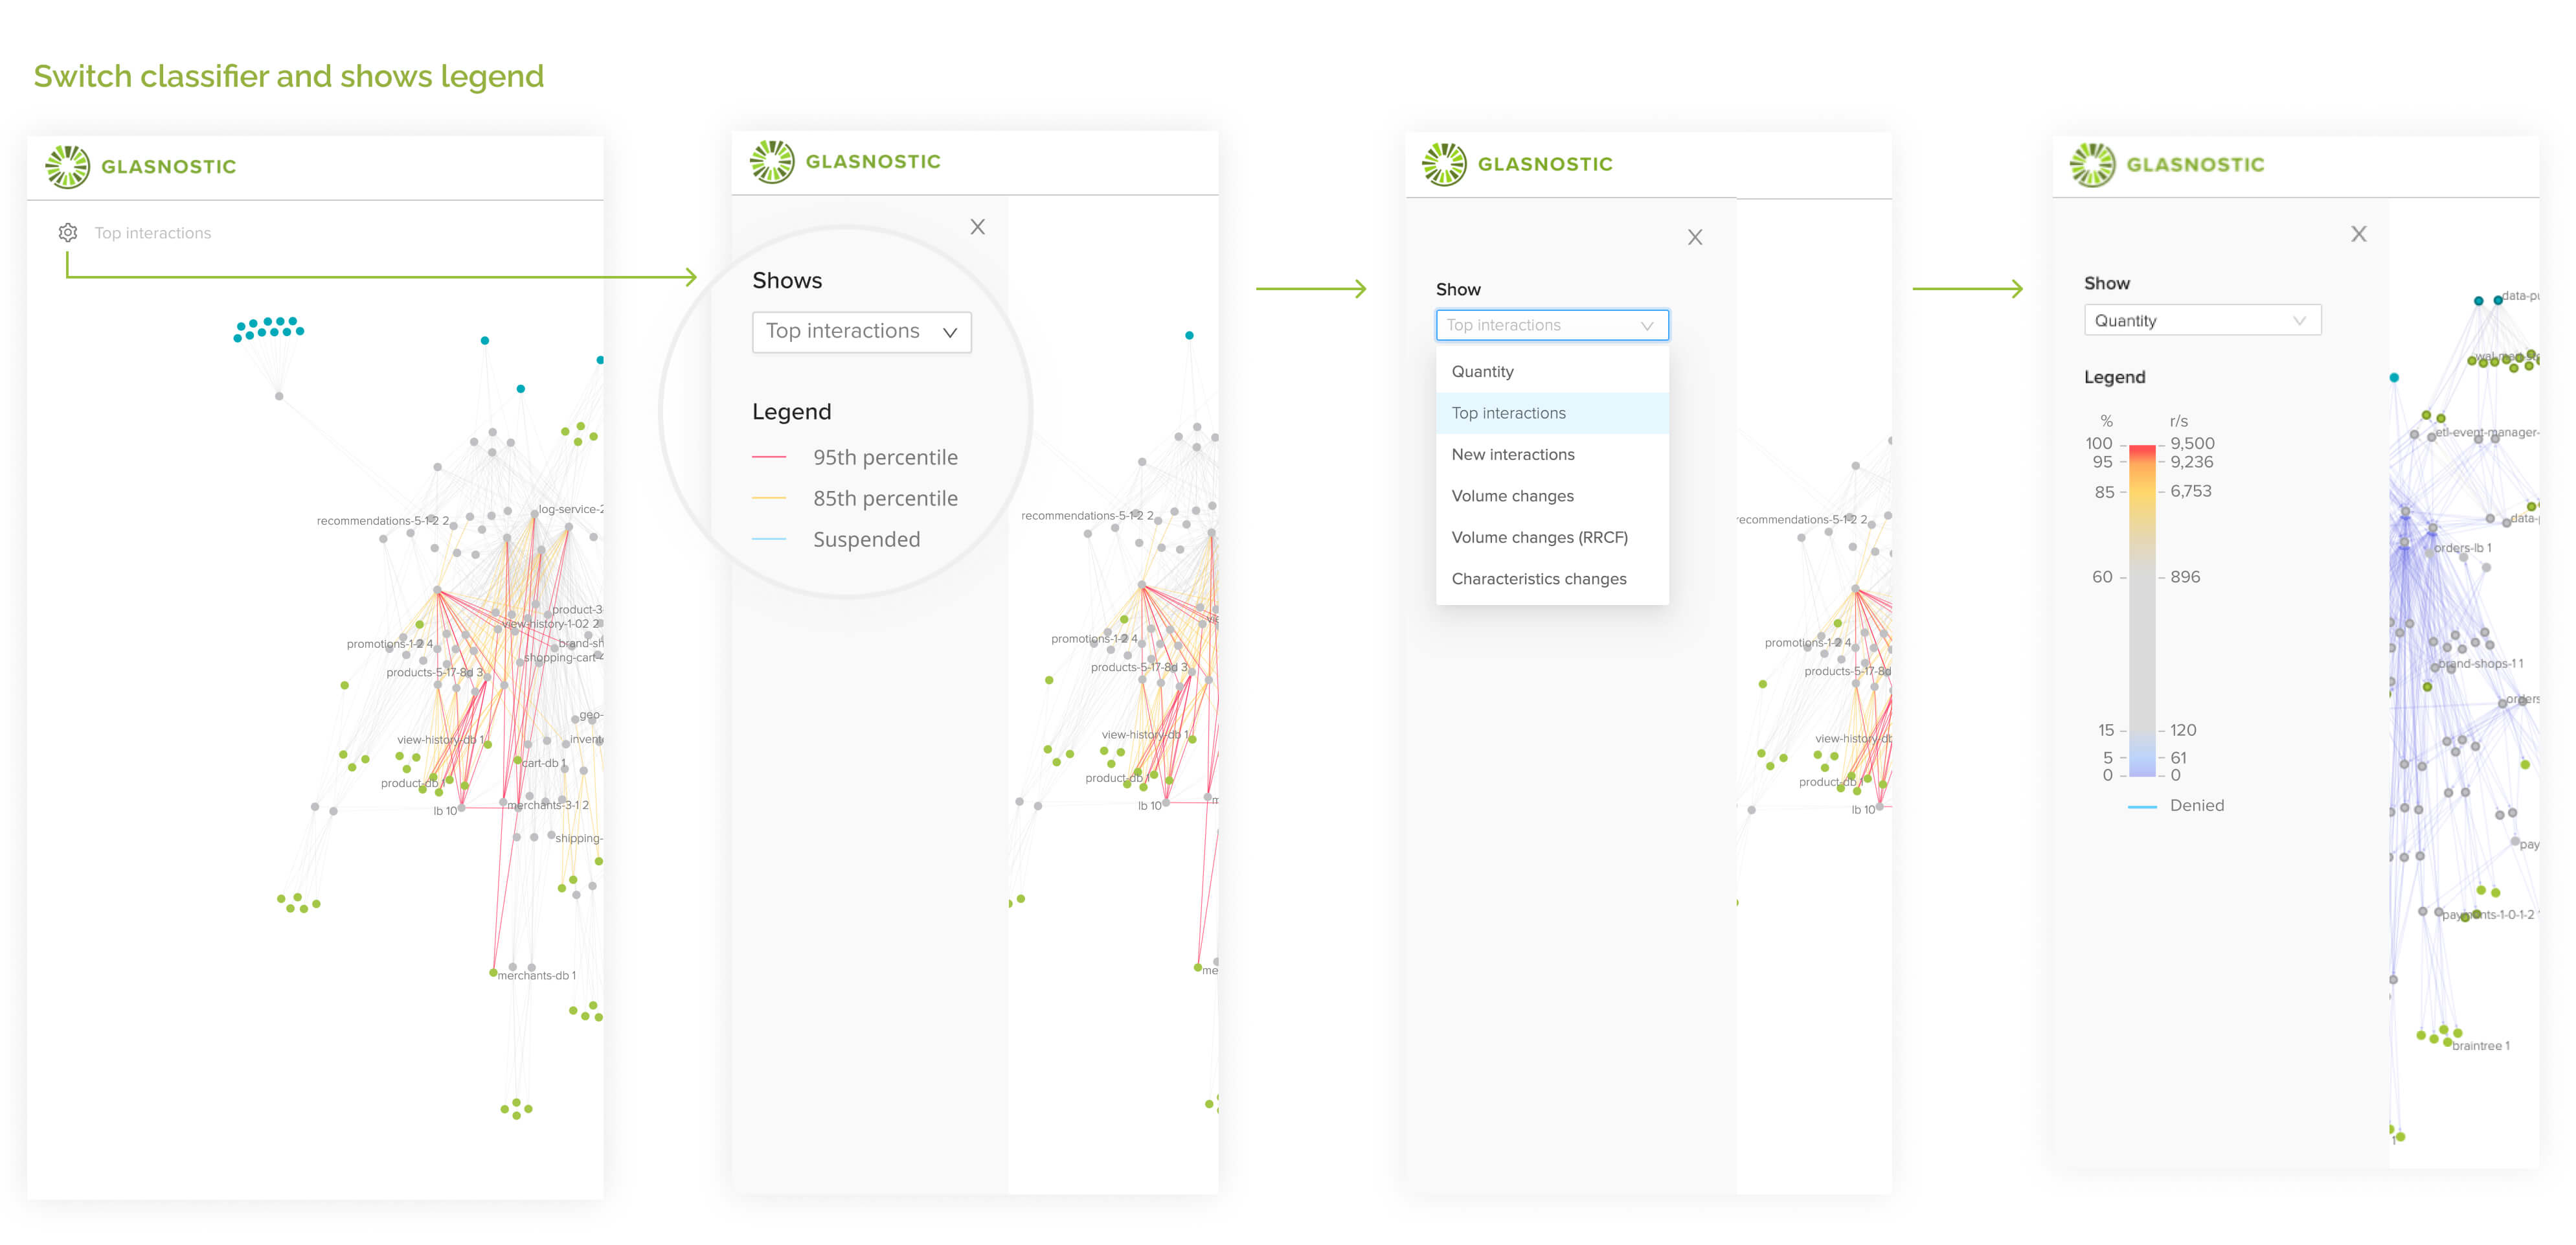 Switch classifier and shows legend
GLASNOSTIC
Top interactions
log-service-2
recommendations-5-1-2 2
product-3
view-history-1-02 2
promotions-1-2 4
brand-sh
shopping-cart-
products-5-17-8d 3
geo-
view-history-db 1
invent
cart-db 1
product-db 1
merchants-3-1 2
lb 10
shipping-
merchants-db 1
GLASNOSTIC
X
Shows
Top interactions
Legend
95th percentile
85th percentile
Suspended
recommendations-5-1-2 2
promotions-1-2 4
products-5-17-8d 3
view-history-db 1
product-db 1
lb 10
me
GLASNOSTIC
X
Show
Top interactions
Quantity
Top interactions
New interactions
Volume changes
Volume changes (RRCF)
Characteristics changes
recommendations-5-1-2 2
promotions-1-2 4
products-5-17-8d
view-history-db
product-db 1
lb 10
GLASNOSTIC
X
Show
Quantity
Legend
% r/s
100 9,500
95 9,236
85 6,753
60 896
15 120
5 61
0 0
Denied
data-pu
etl-event-manager-
data-
orders-lb 1
brand-shops-1 1
orders
pay
payments-1-0-1-2
braintree 1